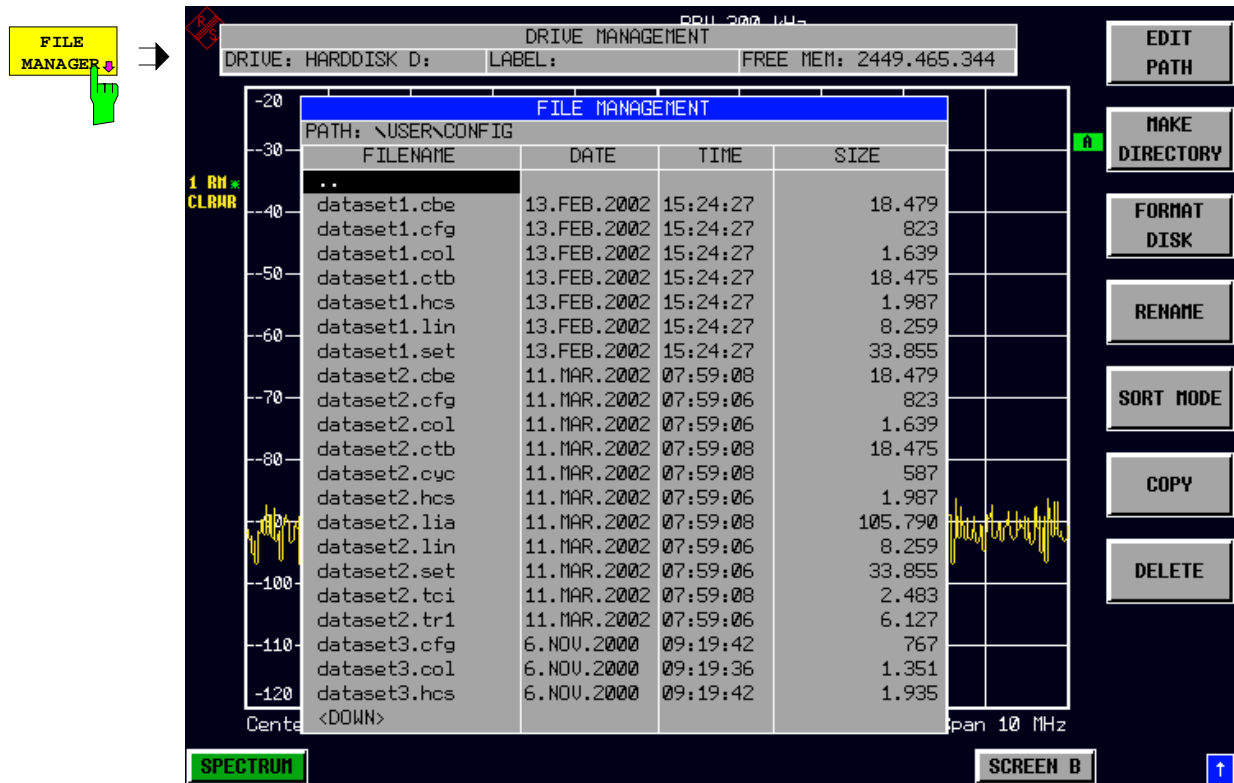 FILE
MANAGER
R
S
DRIVE MANAGEMENT
DRIVE: HARDDISK D: LABEL: FREE MEM: 2449.465.344
FILE MANAGEMENT
PATH: \USER\CONFIG
FILENAME DATE TIME SIZE
..
dataset1.cbe 13.FEB.2002 15:24:27 18.479
dataset1.cfg 13.FEB.2002 15:24:27 823
dataset1.col 13.FEB.2002 15:24:27 1.639
dataset1.ctb 13.FEB.2002 15:24:27 18.475
dataset1.hcs 13.FEB.2002 15:24:27 1.987
dataset1.lin 13.FEB.2002 15:24:27 8.259
dataset1.set 13.FEB.2002 15:24:27 33.855
dataset2.cbe 11.MAR.2002 07:59:08 18.479
dataset2.cfg 11.MAR.2002 07:59:06 823
dataset2.col 11.MAR.2002 07:59:06 1.639
dataset2.ctb 11.MAR.2002 07:59:08 18.475
dataset2.cyc 11.MAR.2002 07:59:08 587
dataset2.hcs 11.MAR.2002 07:59:06 1.987
dataset2.lia 11.MAR.2002 07:59:08 105.790
dataset2.lin 11.MAR.2002 07:59:06 8.259
dataset2.set 11.MAR.2002 07:59:06 33.855
dataset2.tci 11.MAR.2002 07:59:08 2.483
dataset2.tr1 11.MAR.2002 07:59:06 6.127
dataset3.cfg 6.NOV.2000 09:19:42 767
dataset3.col 6.NOV.2000 09:19:36 1.351
dataset3.hcs 6.NOV.2000 09:19:42 1.935
<DOWN>
-20
-30
-40
-50
-60
-70
-80
-90
-100
-110
-120
1 RM *
CLRWR
A
Span 10 MHz
SPECTRUM
SCREEN B
EDIT
PATH
MAKE
DIRECTORY
FORMAT
DISK
RENAME
SORT MODE
COPY
DELETE